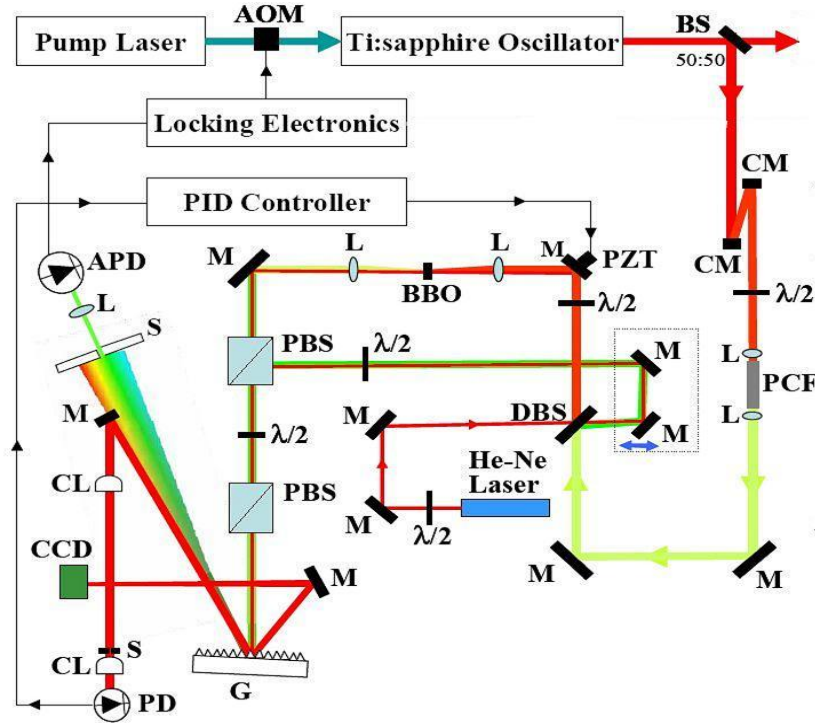 AOM
BS
Pump Laser
Ti:sapphire Oscillator
50:50
Locking Electronics
CM
PID Controller
M
L
L
M
PZT
CM
APD
BBO
λ/2
λ/2
L
S
PBS
λ/2
M
L
PCF
M
M
DBS
L
M
λ/2
He-Ne
Laser
CL
PBS
M
λ/2
CCD
M
M
M
S
CL
G
PD